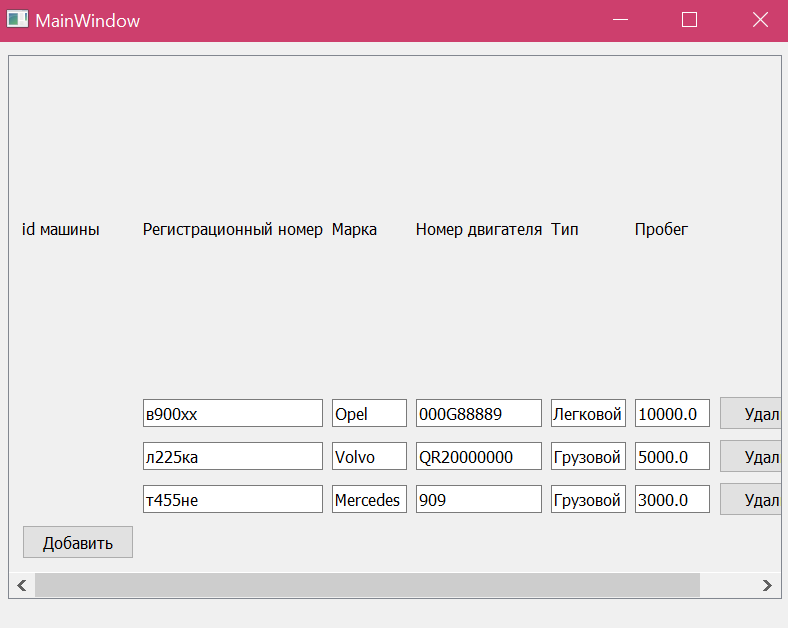 MainWindow
id машины Регистрационный номер Марка Номер двигателя Тип Пробег
в900хх Opel 000G88889 Легковой 10000.0 Удал
л225ка Volvo QR20000000 Грузовой 5000.0 Удал
т455не Mercedes 909 Грузовой 3000.0 Удал
Добавить